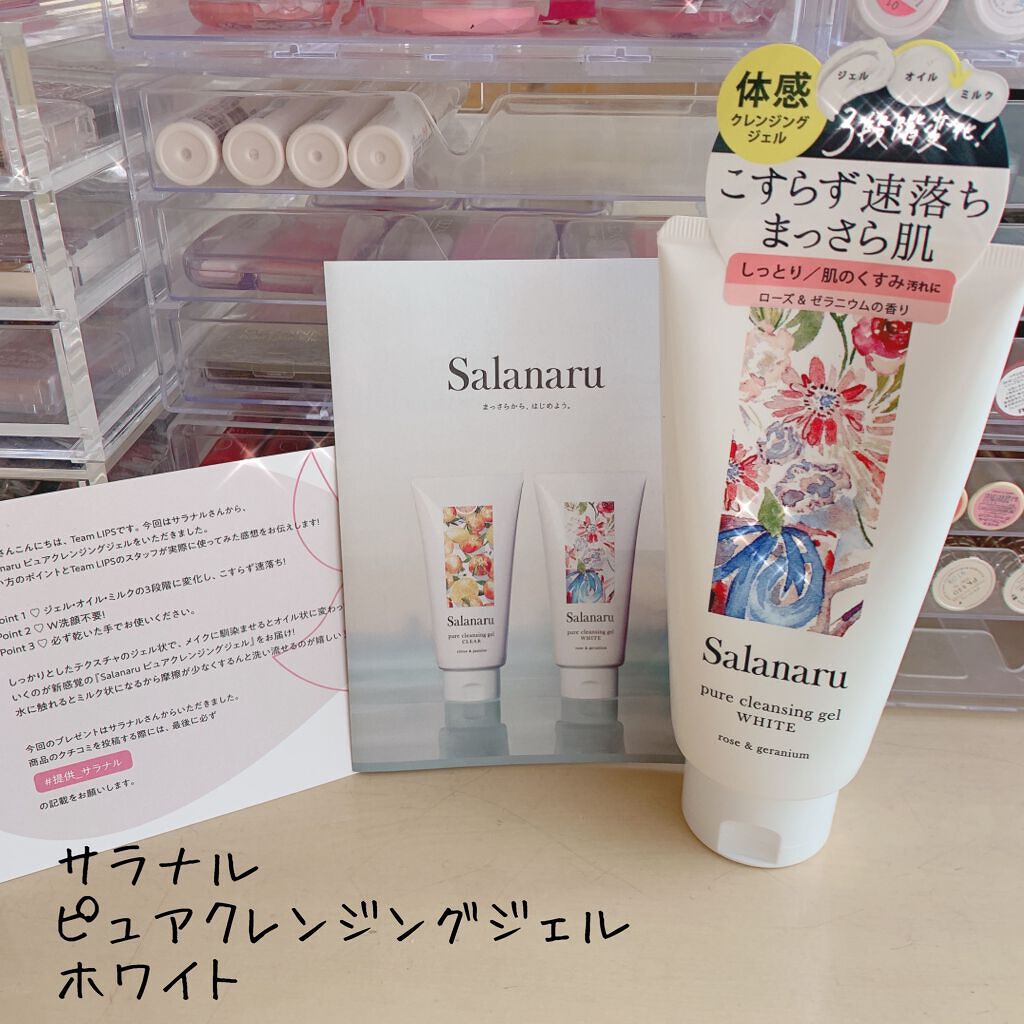 体感
クレンジング
ジェル
ジェル
オイル
ミルク
3段階変化!
こすらず速落ち
まっさら肌
しっとり/肌のくすみ汚れに
ローズ&ゼラニウムの香り
Salanaru
pure cleansing gel
WHITE
rose & geranium
Salanaru
まっさらから、はじめよう。
Salanaru
pure cleansing gel
CLEAR
citrus & jasmine
Salanaru
pure cleansing gel
WHITE
rose & geranium
さんこんにちは、Team LIPSです。今回はサラナルさんから、
naru ピュアクレンジングジェルをいただきました。
い方のポイントとTeam LIPSのスタッフが実際に使ってみた感想をお伝えします!
oint 1 ♡ ジェル・オイル・ミルクの3段階に変化し、こすらず速落ち!
Point 2 ♡ W洗顔不要!
Point 3 ♡ 必ず乾いた手でお使いください。
しっかりとしたテクスチャのジェル状で、メイクに馴染ませるとオイル状に変わっ
いくのが新感覚の『Salanaru ピュアクレンジングジェル』をお届け!
水に触れるとミルク状になるから摩擦が少なくするんと洗い流せるのが嬉しい
今回のプレゼントはサラナルさんからいただきました。
商品のクチコミを投稿する際には、最後に必ず
#提供_サラナル
の記載をお願いします。
サラナル
ピュアクレンジングジェル
ホワイト